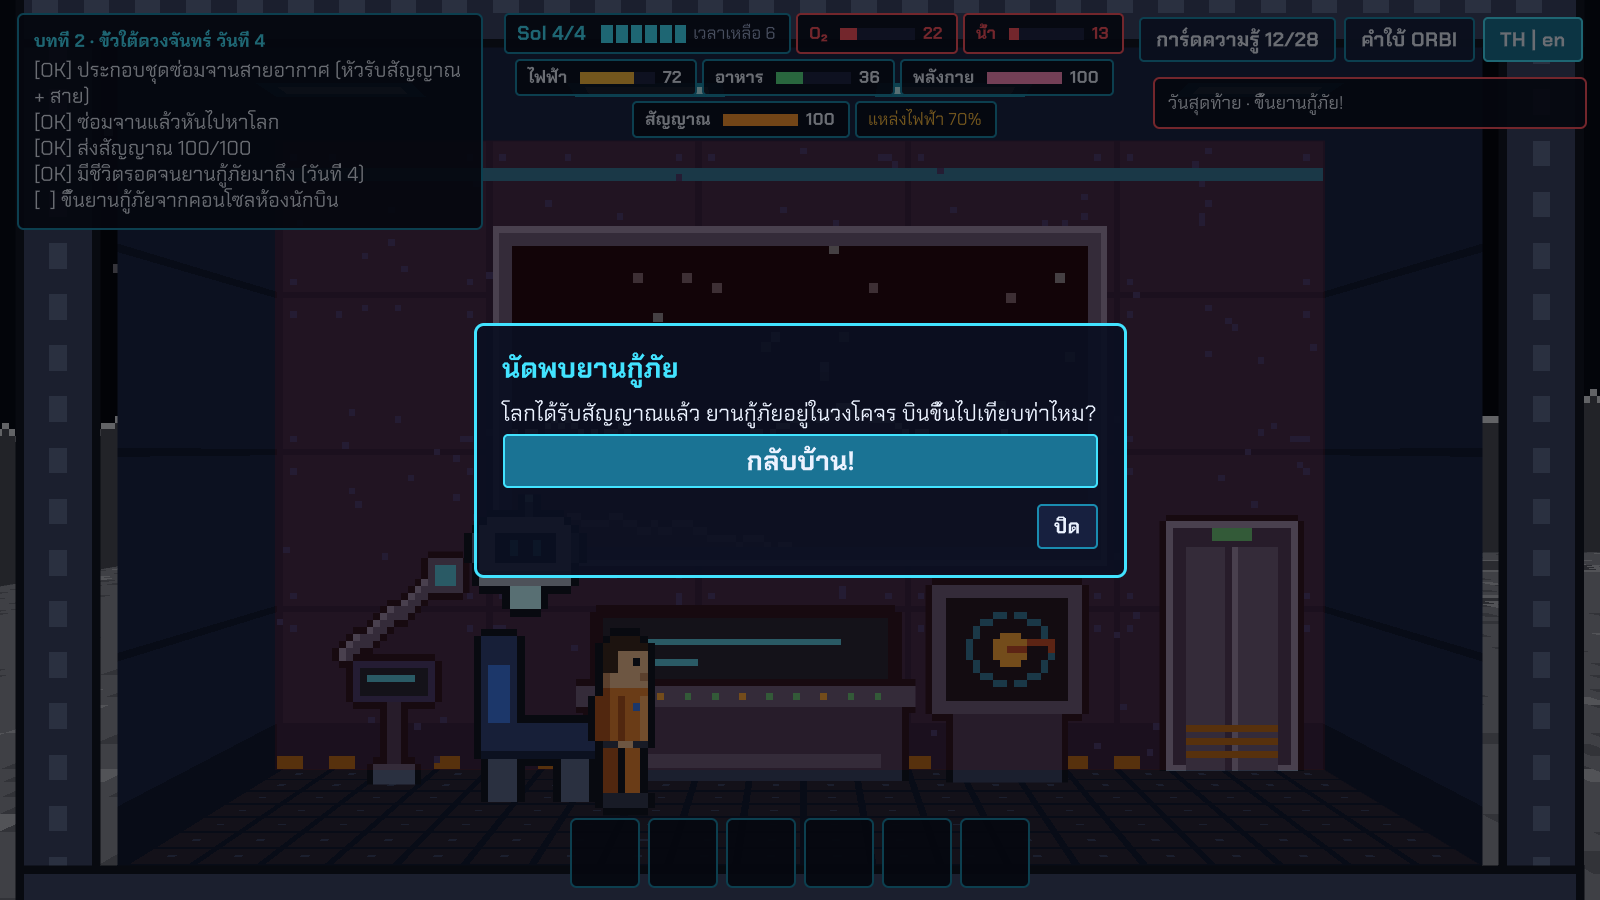 บทที่ 2 · ขั้วใต้ดวงจันทร์ วันที่ 4
[OK] ประกอบชุดซ่อมจานสายอากาศ (หัวรับสัญญาณ
+ สาย)
[OK] ซ่อมจานแล้วหันไปหาโลก
[OK] ส่งสัญญาณ 100/100
[OK] มีชีวิตรอดจนยานกู้ภัยมาถึง (วันที่ 4)
[ ] ขึ้นยานกู้ภัยจากคอนโซลห้องนักบิน
Sol 4/4 เวลาเหลือ 6
O₂ 22
น้ำ 13
ไฟฟ้า 72
อาหาร 36
พลังกาย 100
สัญญาณ 100
แหล่งไฟฟ้า 70%
การ์ดความรู้ 12/28
คำใบ้ ORBI
TH | en
วันสุดท้าย · ขึ้นยานกู้ภัย!
นัดพบยานกู้ภัย
โลกได้รับสัญญาณแล้ว ยานกู้ภัยอยู่ในวงโคจร บินขึ้นไปเทียบท่าไหม?
กลับบ้าน!
ปิด